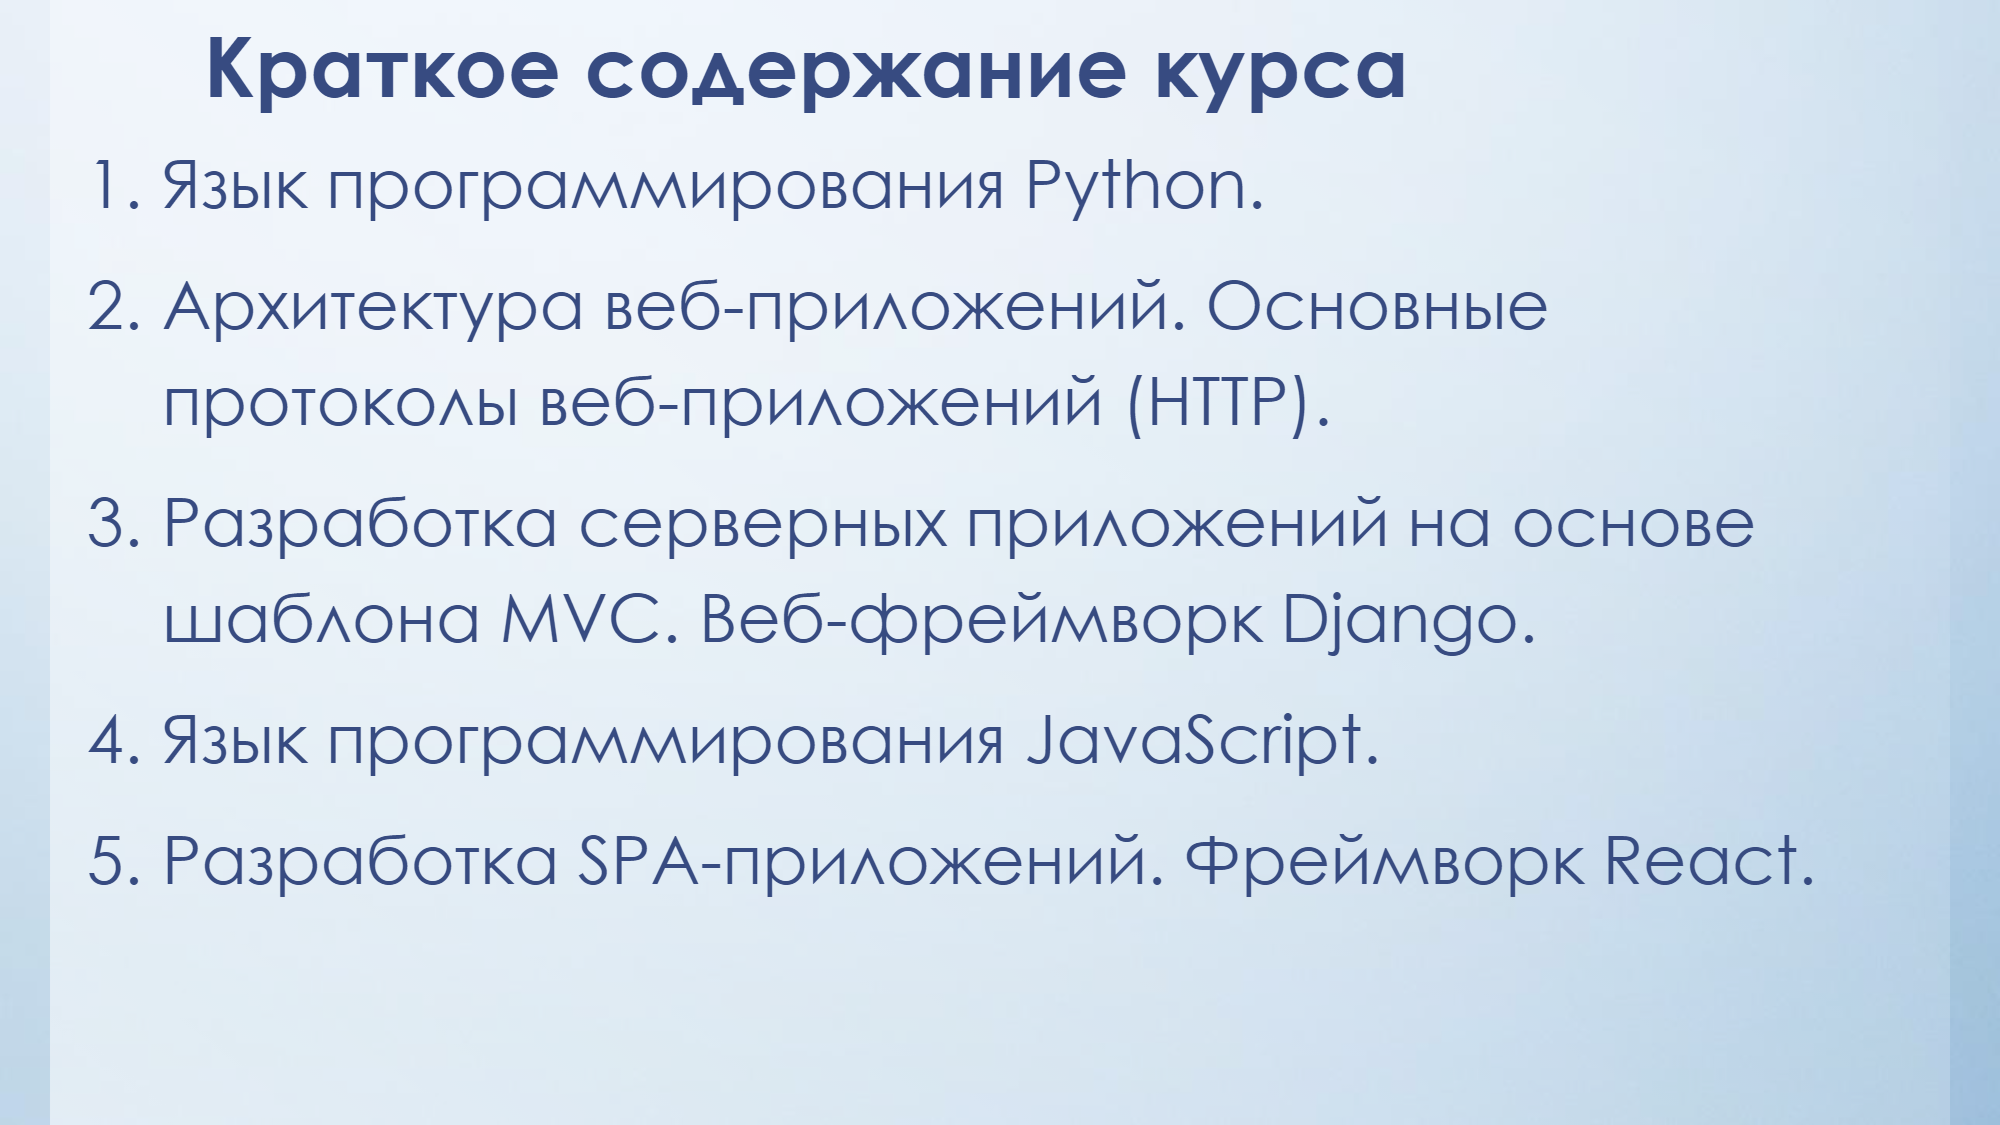 Краткое содержание курса
1. Язык программирования Python.
2. Архитектура веб-приложений. Основные
протоколы веб-приложений (HTTP).
3. Разработка серверных приложений на основе
шаблона MVC. Веб-фреймворк Django.
4. Язык программирования JavaScript.
5. Разработка SPA-приложений. Фреймворк React.